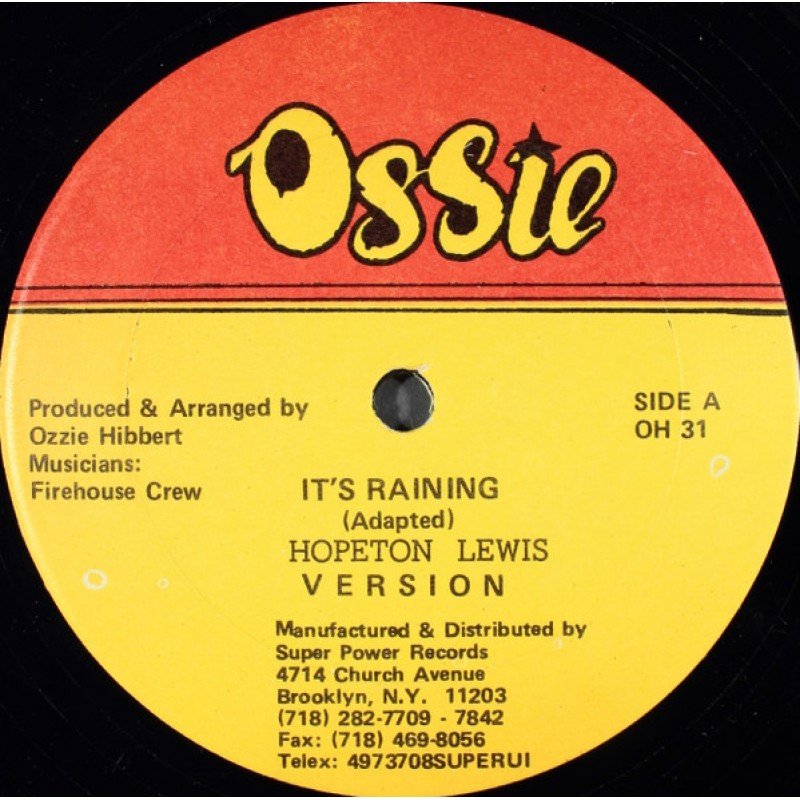 Ossie
Produced & Arranged by
Ozzie Hibbert
Musicians:
Firehouse Crew
SIDE A
OH 31
IT'S RAINING
(Adapted)
HOPETON LEWIS
VERSION
Manufactured & Distributed by
Super Power Records
4714 Church Avenue
Brooklyn, N.Y. 11203
(718) 282-7709 - 7842
Fax: (718) 469-8056
Telex: 4973708SUPERUI